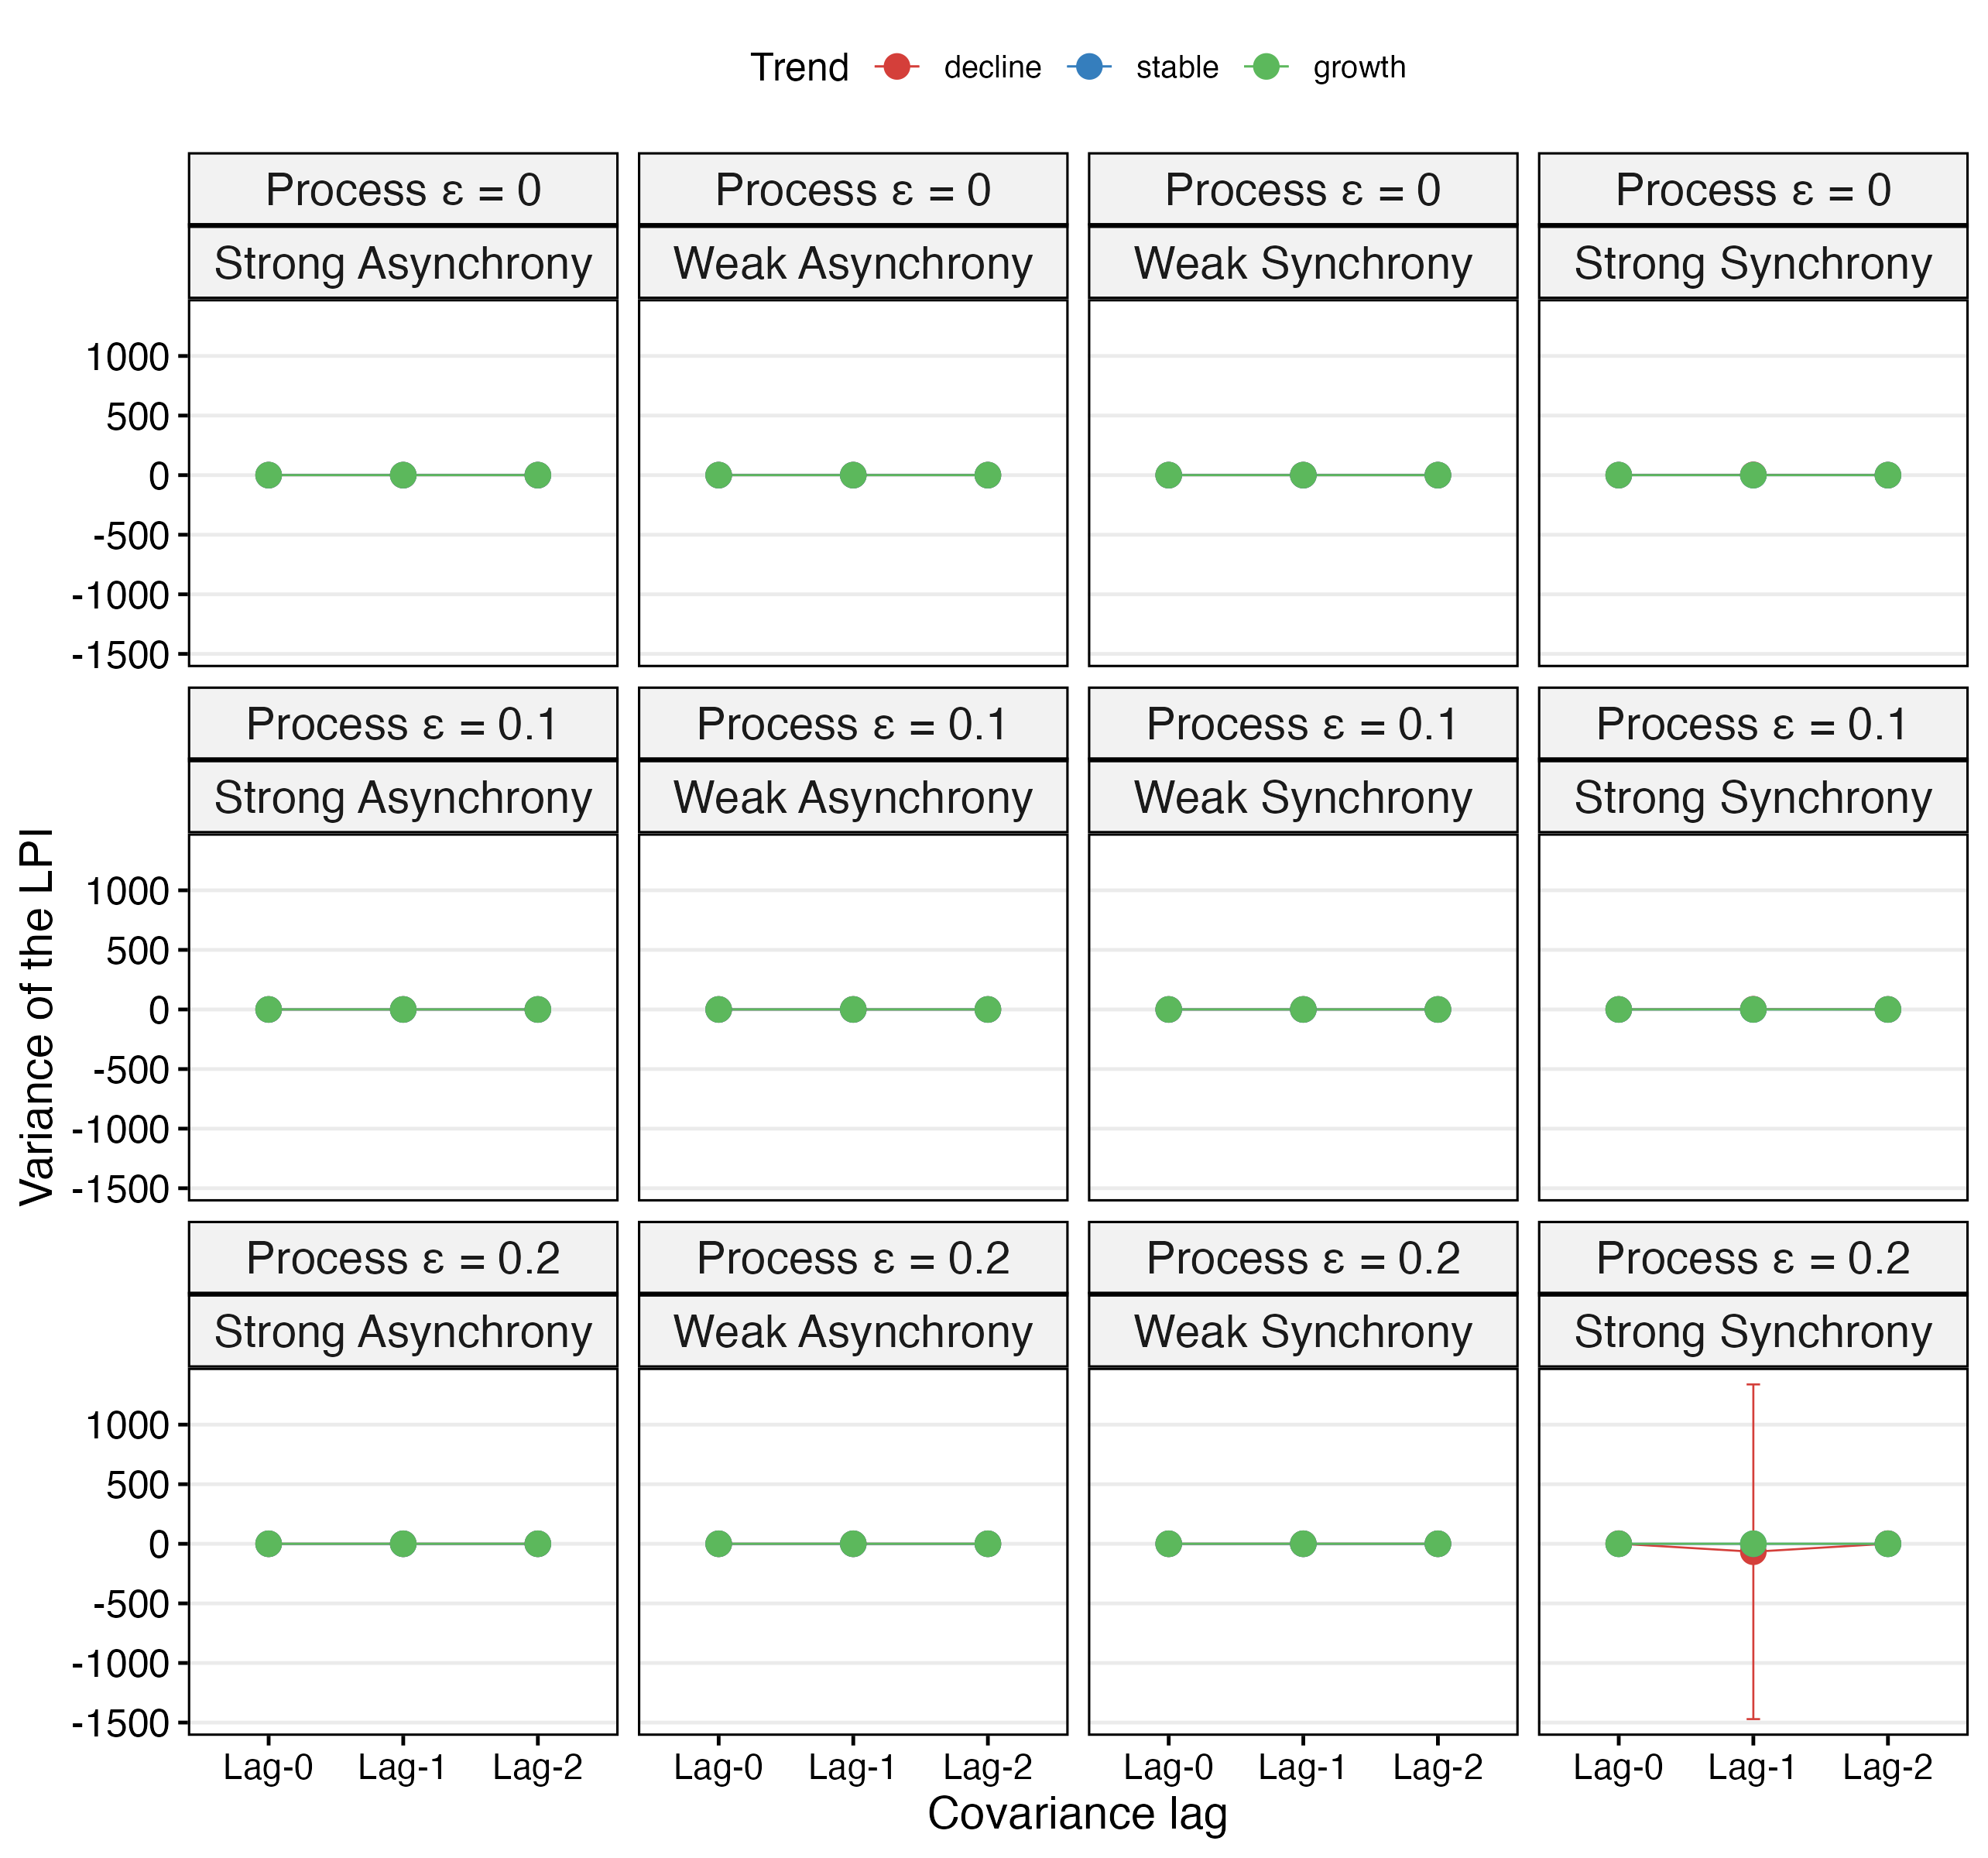 Trend decline stable growth
Process ε = 0 Process ε = 0 Process ε = 0 Process ε = 0
Strong Asynchrony Weak Asynchrony Weak Synchrony Strong Synchrony
1000
500
0
-500
-1000
-1500
Process ε = 0.1 Process ε = 0.1 Process ε = 0.1 Process ε = 0.1
Strong Asynchrony Weak Asynchrony Weak Synchrony Strong Synchrony
Variance of the LPI
1000
500
0
-500
-1000
-1500
Process ε = 0.2 Process ε = 0.2 Process ε = 0.2 Process ε = 0.2
Strong Asynchrony Weak Asynchrony Weak Synchrony Strong Synchrony
1000
500
0
-500
-1000
-1500
Lag-0 Lag-1 Lag-2 Lag-0 Lag-1 Lag-2 Lag-0 Lag-1 Lag-2 Lag-0 Lag-1 Lag-2
Covariance lag